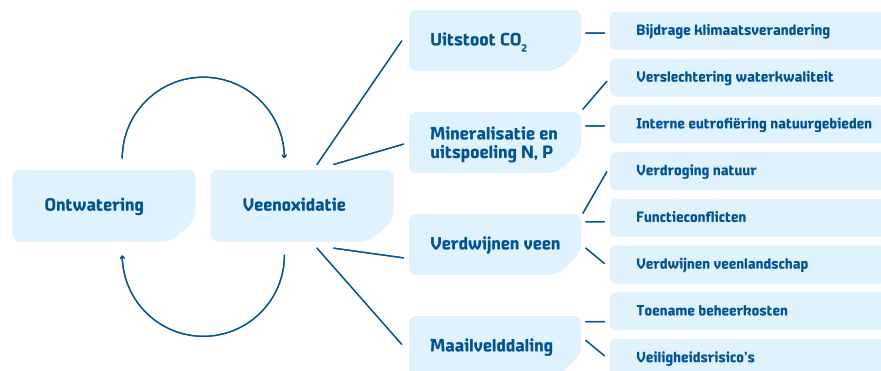 Ontwatering
Veenoxidatie
Uitstoot CO₂
Mineralisatie en
uitspoeling N, P
Verdwijnen veen
Maailvelddaling
Bijdrage klimaatsverandering
Verslechtering waterkwaliteit
Interne eutrofiëring natuurgebieden
Verdroging natuur
Functieconflicten
Verdwijnen veenlandschap
Toename beheerkosten
Veiligheidsrisico's